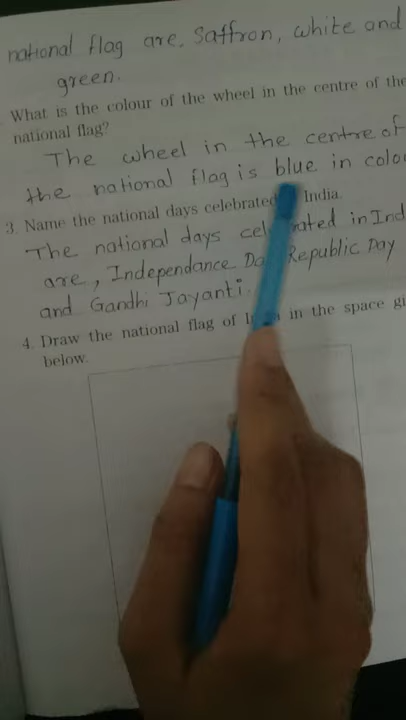 national flag are, Saffron, white and
green.
What is the colour of the wheel in the centre of the
national flag?
The wheel in the centre of
the national flag is blue in colo
3. Name the national days celebrated India.
The national days cel rated in Ind
are, Independance Da Republic Day
and Gandhi Jayanti.
4. Draw the national flag of I in the space gi
below.